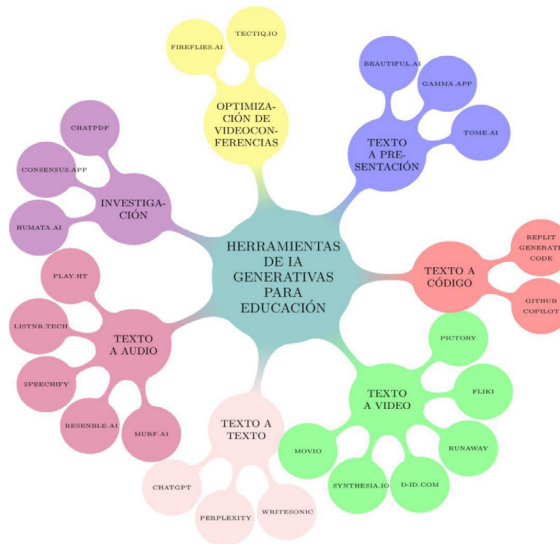 HERRAMIENTAS
DE IA
GENERATIVAS
PARA
EDUCACIÓN
OPTIMIZA-
CIÓN DE
VIDEOCON-
FERENCIAS
FIREFLIES.AI
TECTIQ.IO
TEXTO
A PRE-
SENTACIÓN
BEAUTIFUL.AI
GAMMA.APP
TOME.AI
TEXTO A
CÓDIGO
REPLIT
GENERATE
CODE
GITHUB
COPILOT
TEXTO
A VIDEO
PICTORY
FLIKI
RUNAWAY
D-ID.COM
SYNTHESIA.IO
MOVIO
TEXTO A
TEXTO
WRITESONIC
PERPLEXITY
CHATGPT
TEXTO
A AUDIO
MURF.AI
RESENBLE.AI
SPEECHIFY
LISTNR.TECH
PLAY.HT
INVESTIGA-
CIÓN
HUMATA.AI
CONSENSUS.APP
CHATPDF